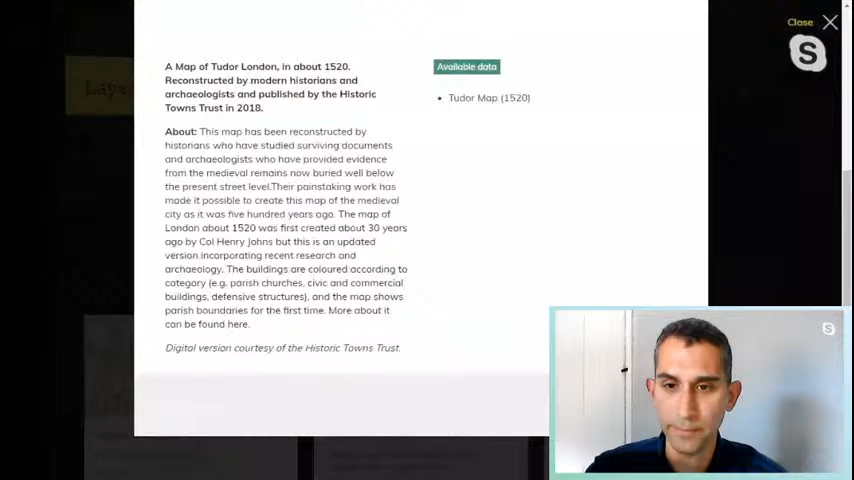 Close
S
Laye
A Map of Tudor London, in about 1520.
Reconstructed by modern historians and
archaeologists and published by the Historic
Towns Trust in 2018.
About: This map has been reconstructed by
historians who have studied surviving documents
and archaeologists who have provided evidence
from the medieval remains now buried well below
the present street level.Their painstaking work has
made it possible to create this map of the medieval
city as it was five hundred years ago. The map of
London about 1520 was first created about 30 years
ago by Col Henry Johns but this is an updated
version incorporating recent research and
archaeology. The buildings are coloured according to
category (e.g. parish churches, civic and commercial
buildings, defensive structures), and the map shows
parish boundaries for the first time. More about it
can be found here.
Digital version courtesy of the Historic Towns Trust.
Available data
• Tudor Map (1520)
S